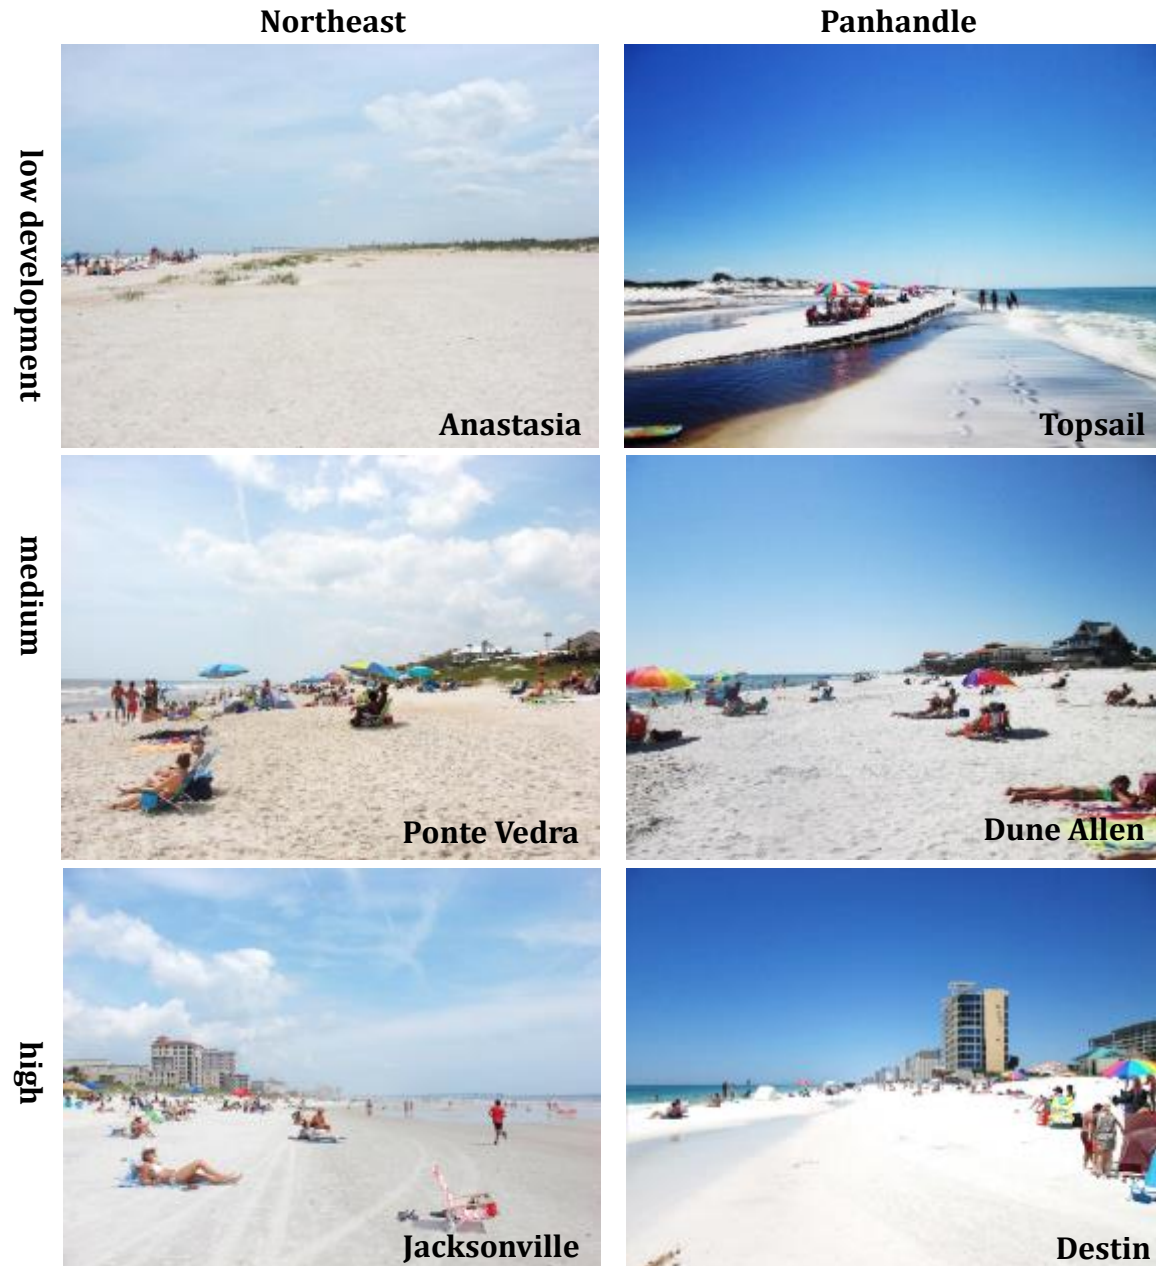 Northeast
Panhandle
low development
Anastasia
Topsail
medium
Ponte Vedra
Dune Allen
high
Jacksonville
Destin